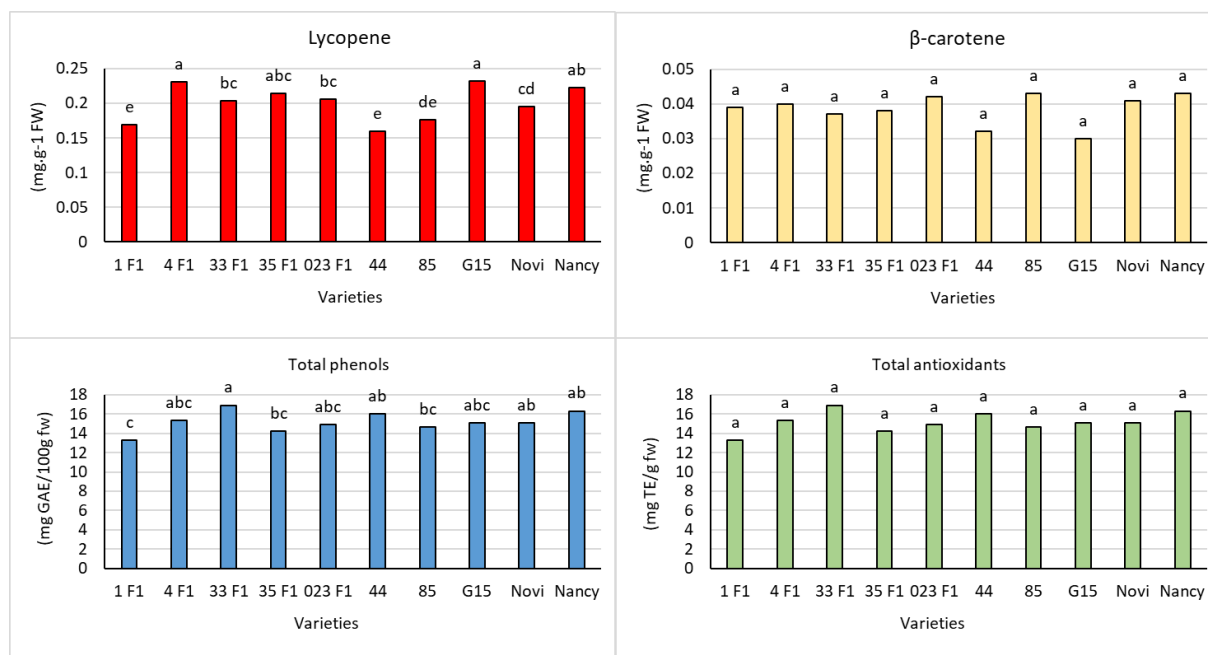 Lycopene
(mg.g-1 FW)
0.25
0.2
0.15
0.1
0.05
0
e a bc abc bc e de a cd ab
1 F1 4 F1 33 F1 35 F1 023 F1 44 85 G15 Novi Nancy
Varieties
β-carotene
(mg.g-1 FW)
0.05
0.04
0.03
0.02
0.01
0
a a a a a a a a a a
1 F1 4 F1 33 F1 35 F1 023 F1 44 85 G15 Novi Nancy
Varieties
Total phenols
(mg GAE/100g fw)
18
16
14
12
10
8
6
4
2
0
c abc a bc abc ab bc abc ab ab
1 F1 4 F1 33 F1 35 F1 023 F1 44 85 G15 Novi Nancy
Varieties
Total antioxidants
(mg TE/g fw)
18
16
14
12
10
8
6
4
2
0
a a a a a a a a a a
1 F1 4 F1 33 F1 35 F1 023 F1 44 85 G15 Novi Nancy
Varieties